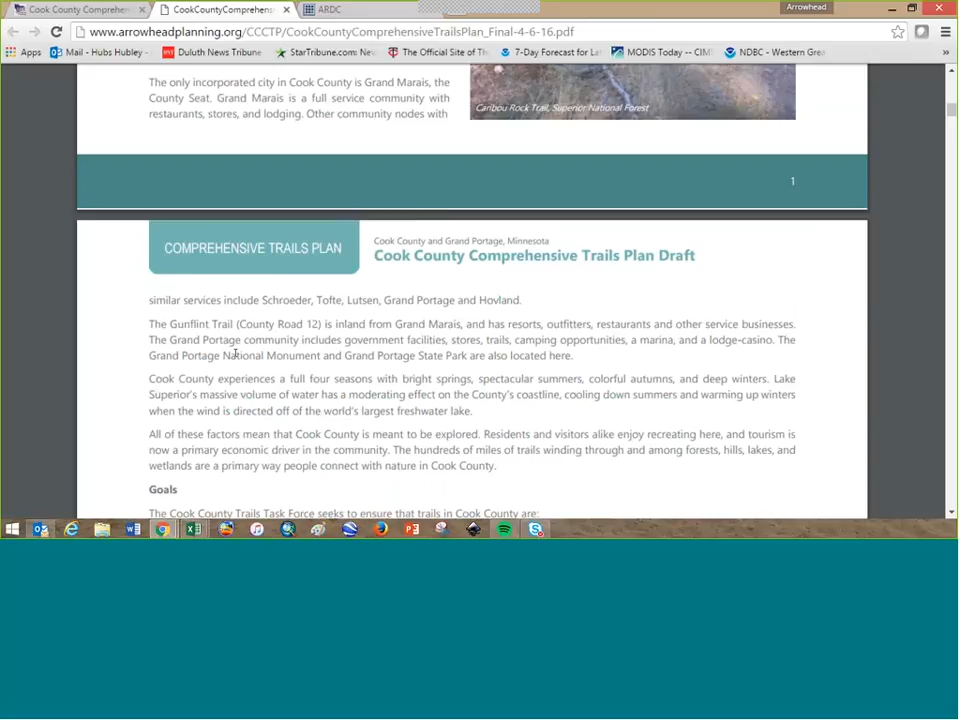 Cook County Comprehen
CookCountyComprehens
ARDC
Arrowhead
www.arrowheadplanning.org/CCCTP/CookCountyComprehensiveTrailsPlan_Final-4-6-16.pdf
Apps
Mail - Hubs Hubley -
Duluth News Tribune
StarTribune.com: Nev
The Official Site of Th
7-Day Forecast for La
MODIS Today -- CIM
NDBC - Western Grea
»
The only incorporated city in Cook County is Grand Marais, the
County Seat. Grand Marais is a full service community with
restaurants, stores, and lodging. Other community nodes with
Caribou Rock Trail, Superior National Forest
1
COMPREHENSIVE TRAILS PLAN
Cook County and Grand Portage, Minnesota
Cook County Comprehensive Trails Plan Draft
similar services include Schroeder, Tofte, Lutsen, Grand Portage and Hovland.
The Gunflint Trail (County Road 12) is inland from Grand Marais, and has resorts, outfitters, restaurants and other service businesses.
The Grand Portage community includes government facilities, stores, trails, camping opportunities, a marina, and a lodge-casino. The
Grand Portage National Monument and Grand Portage State Park are also located here.
Cook County experiences a full four seasons with bright springs, spectacular summers, colorful autumns, and deep winters. Lake
Superior's massive volume of water has a moderating effect on the County's coastline, cooling down summers and warming up winters
when the wind is directed off of the world's largest freshwater lake.
All of these factors mean that Cook County is meant to be explored. Residents and visitors alike enjoy recreating here, and tourism is
now a primary economic driver in the community. The hundreds of miles of trails winding through and among forests, hills, lakes, and
wetlands are a primary way people connect with nature in Cook County.
Goals
The Cook County Trails Task Force seeks to ensure that trails in Cook County are: